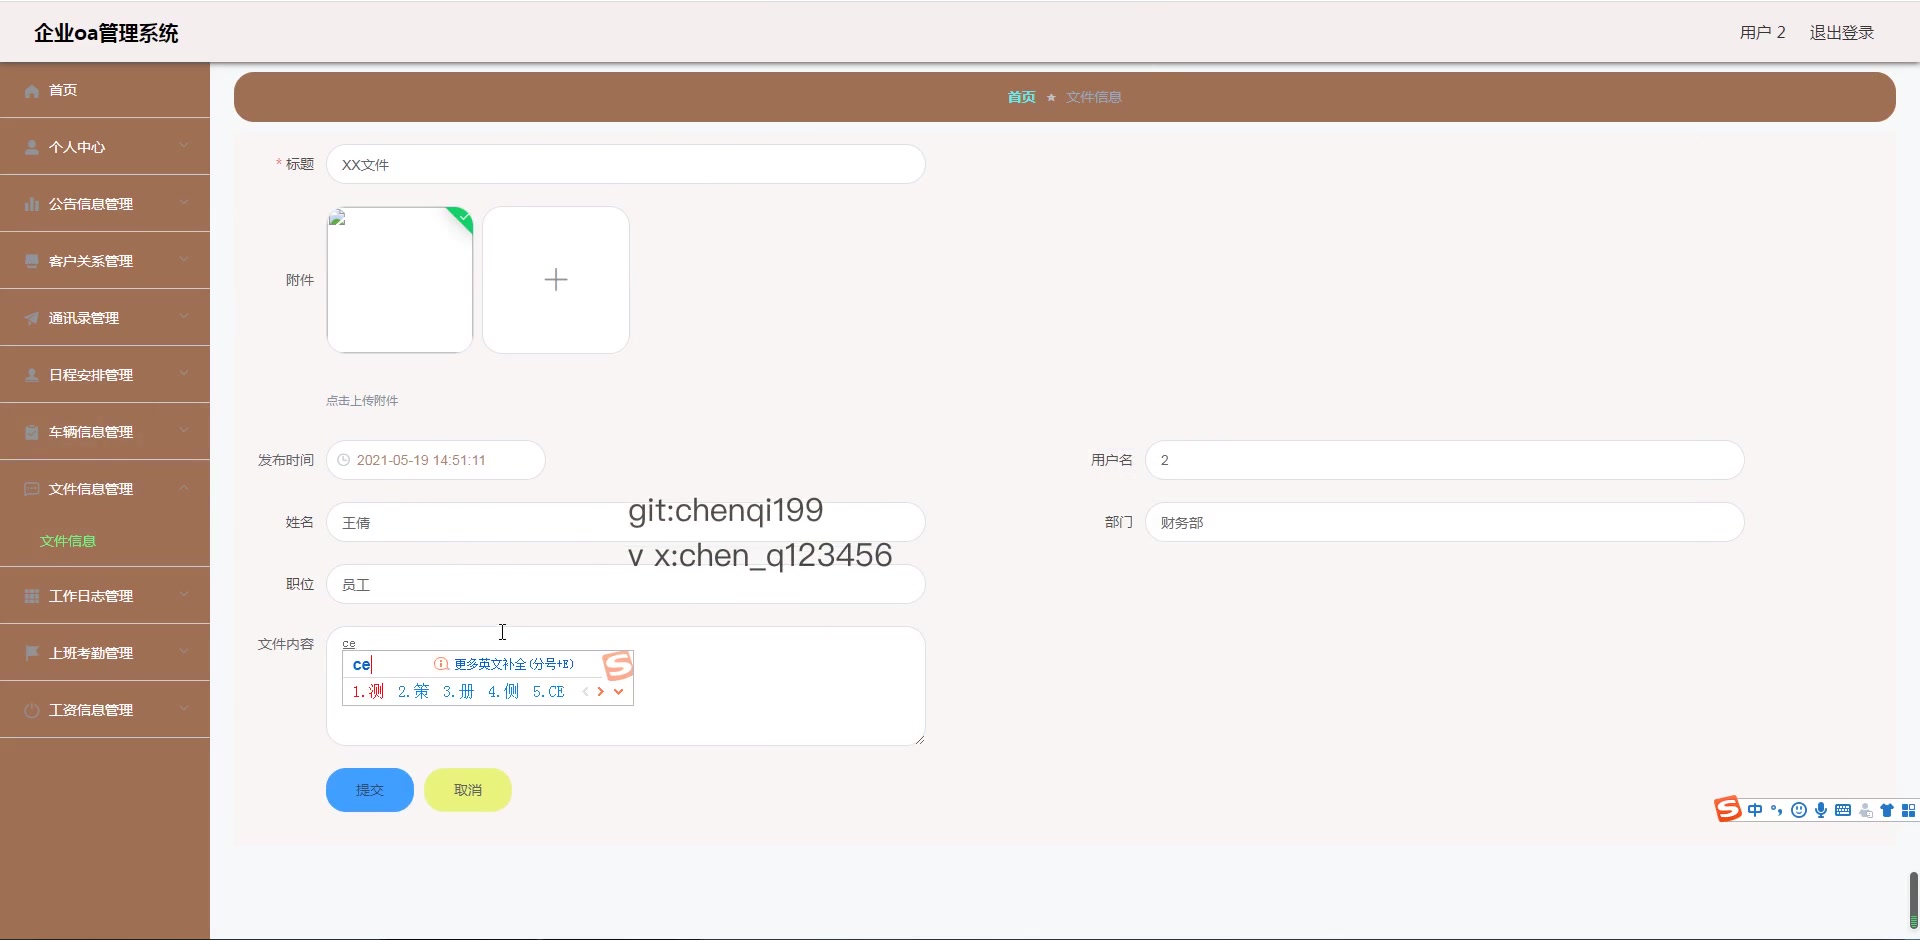 企业oa管理系统
用户 2
退出登录
首页
个人中心
公告信息管理
客户关系管理
通讯录管理
日程安排管理
车辆信息管理
文件信息管理
文件信息
工作日志管理
上班考勤管理
工资信息管理
首页 文件信息
* 标题 XX文件
附件
点击上传附件
发布时间 2021-05-19 14:51:11
用户名 2
姓名 王倩
部门 财务部
git:chenqi199
v x:chen_q123456
职位 员工
文件内容 ce
ce 更多英文补全(分号+E)
1.测 2.策 3.册 4.侧 5.CE
提交 取消
中